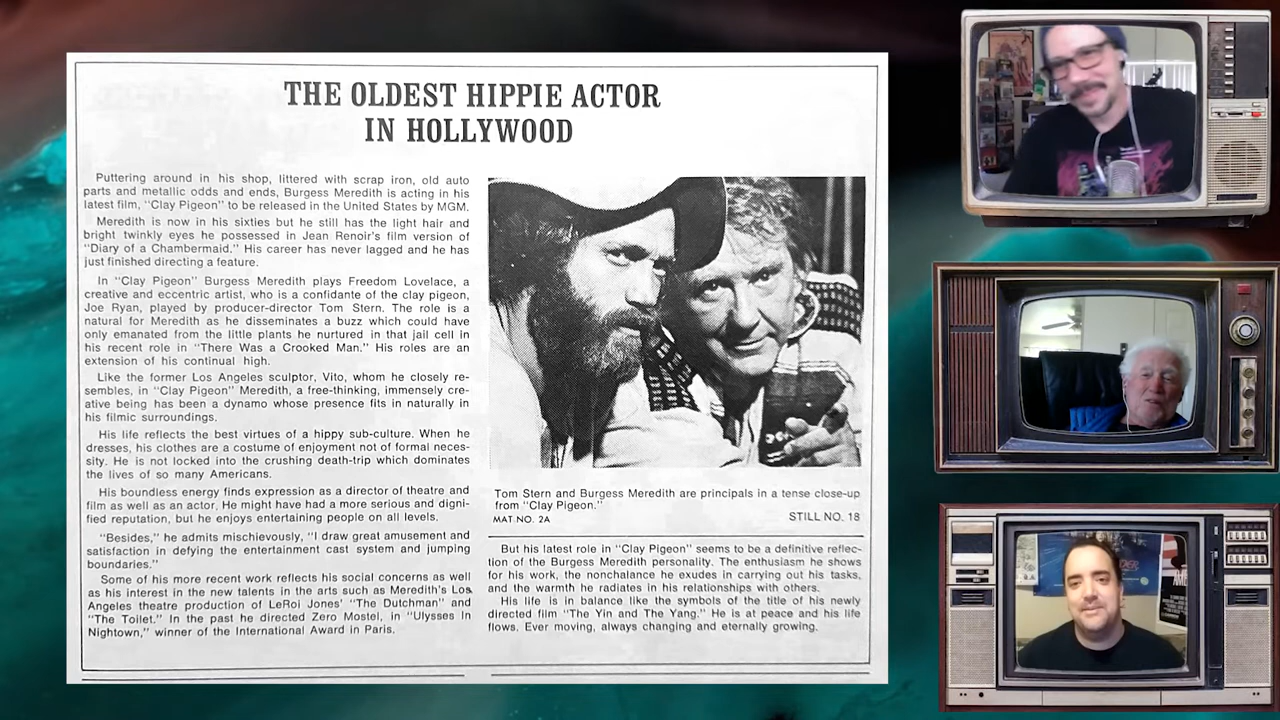 THE OLDEST HIPPIE ACTOR
IN HOLLYWOOD
Puttering around in his shop, littered with scrap iron, old auto
parts and metallic odds and ends, Burgess Meredith is acting in his
latest film, "Clay Pigeon" to be released in the United States by MGM.
Meredith is now in his sixties but he still has the light hair and
bright twinkly eyes he possessed in Jean Renoir's film version of
"Diary of a Chambermaid." His career has never lagged and he has
just finished directing a feature.
In "Clay Pigeon" Burgess Meredith plays Freedom Lovelace, a
creative and eccentric artist, who is a confidante of the clay pigeon,
Joe Ryan, played by producer-director Tom Stern. The role is a
natural for Meredith as he disseminates a buzz which could have
only emanated from the little plants he nurtured in that jail cell in
his recent role in "There Was a Crooked Man." His roles are an
extension of his continual high.
Like the former Los Angeles sculptor, Vito, whom he closely re-
sembles, in "Clay Pigeon" Meredith, a free-thinking, immensely cre-
ative being has been a dynamo whose presence fits in naturally in
his filmic surroundings.
His life reflects the best virtues of a hippy sub-culture. When he
dresses, his clothes are a costume of enjoyment not of formal neces-
sity. He is not locked into the crushing death-trip which dominates
the lives of so many Americans.
His boundless energy finds expression as a director of theatre and
film as well as an actor. He might have had a more serious and digni-
fied reputation, but he enjoys entertaining people on all levels.
"Besides," he admits mischievously, "I draw great amusement and
satisfaction in defying the entertainment cast system and jumping
boundaries."
Some of his more recent work reflects his social concerns as well
as his interest in the new talents in the arts such as Meredith's Los
Angeles theatre production of LeRoi Jones' "The Dutchman" and
"The Toilet." In the past he directed Zero Mostel, in "Ulysses In
Nightown," winner of the International Award in Paris.
Tom Stern and Burgess Meredith are principals in a tense close-up
from "Clay Pigeon."
MAT NO. 2A STILL NO. 18
But his latest role in "Clay Pigeon" seems to be a definitive reflec-
tion of the Burgess Meredith personality. The enthusiasm he shows
for his work, the nonchalance he exudes in carrying out his tasks,
and the warmth he radiates in his relationships with others.
His life is in balance like the symbols of the title of his newly
directed film "The Yin and The Yang." He is at peace and his life
flows. Ever moving, always changing and eternally growing.